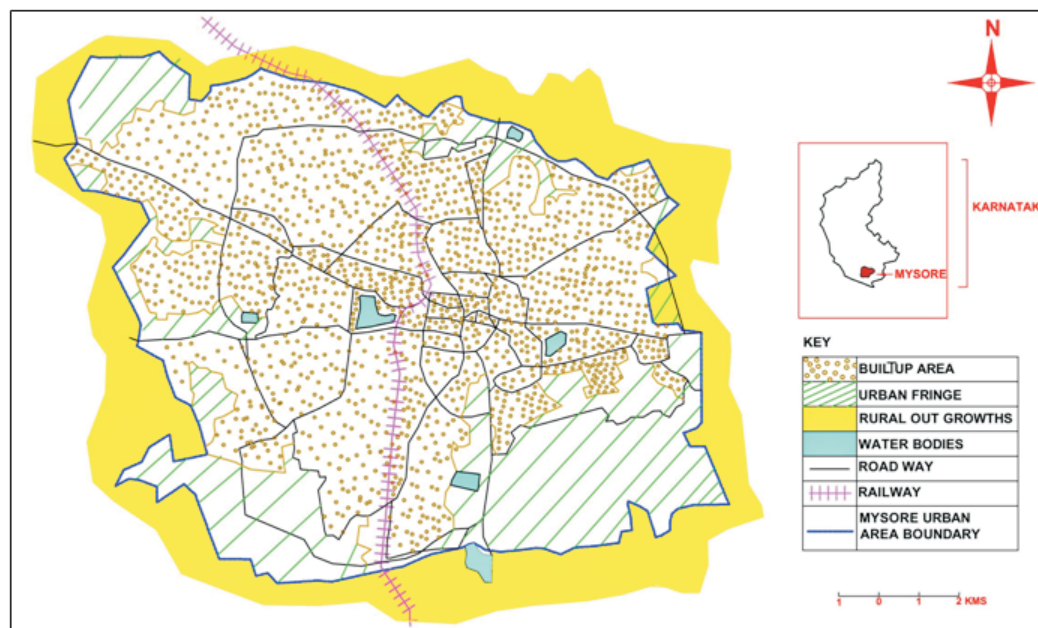 N
KARNATAK
MYSORE
KEY
BUILTUP AREA
URBAN FRINGE
RURAL OUT GROWTHS
WATER BODIES
ROAD WAY
RAILWAY
MYSORE URBAN
AREA BOUNDARY
1 0 1 2 KMS